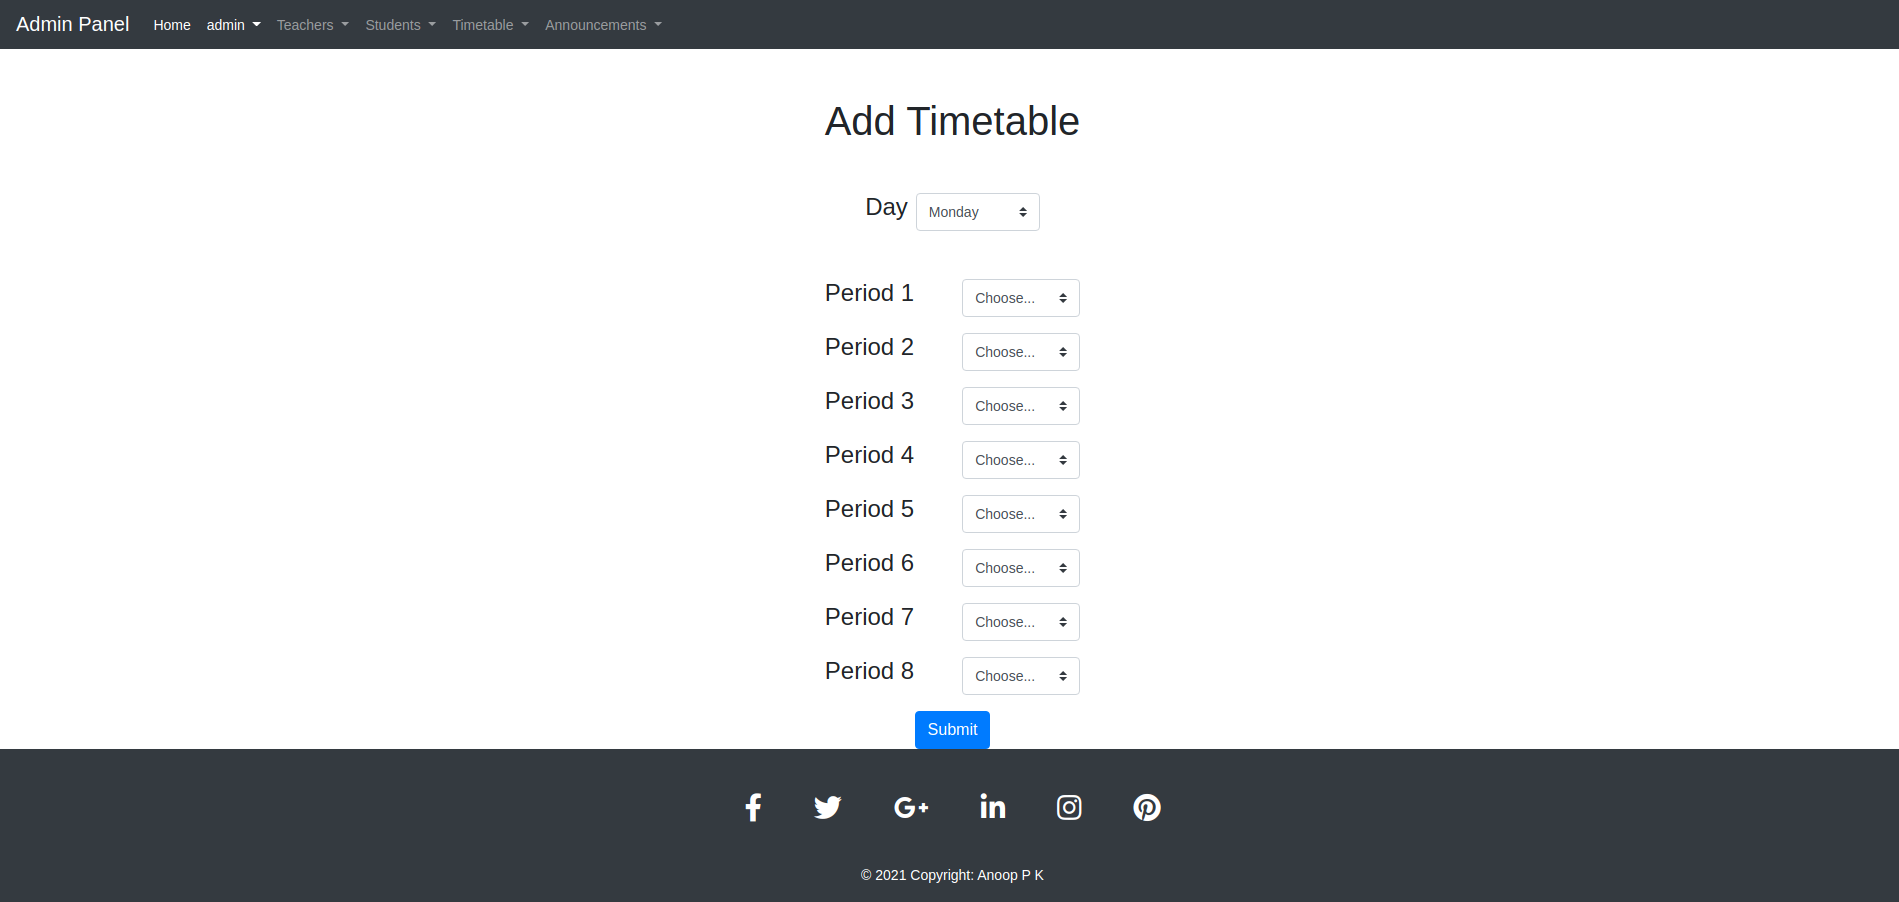 Admin Panel Home admin Teachers Students Timetable Announcements
Add Timetable
Day Monday
Period 1 Choose...
Period 2 Choose...
Period 3 Choose...
Period 4 Choose...
Period 5 Choose...
Period 6 Choose...
Period 7 Choose...
Period 8 Choose...
Submit
© 2021 Copyright: Anoop P K